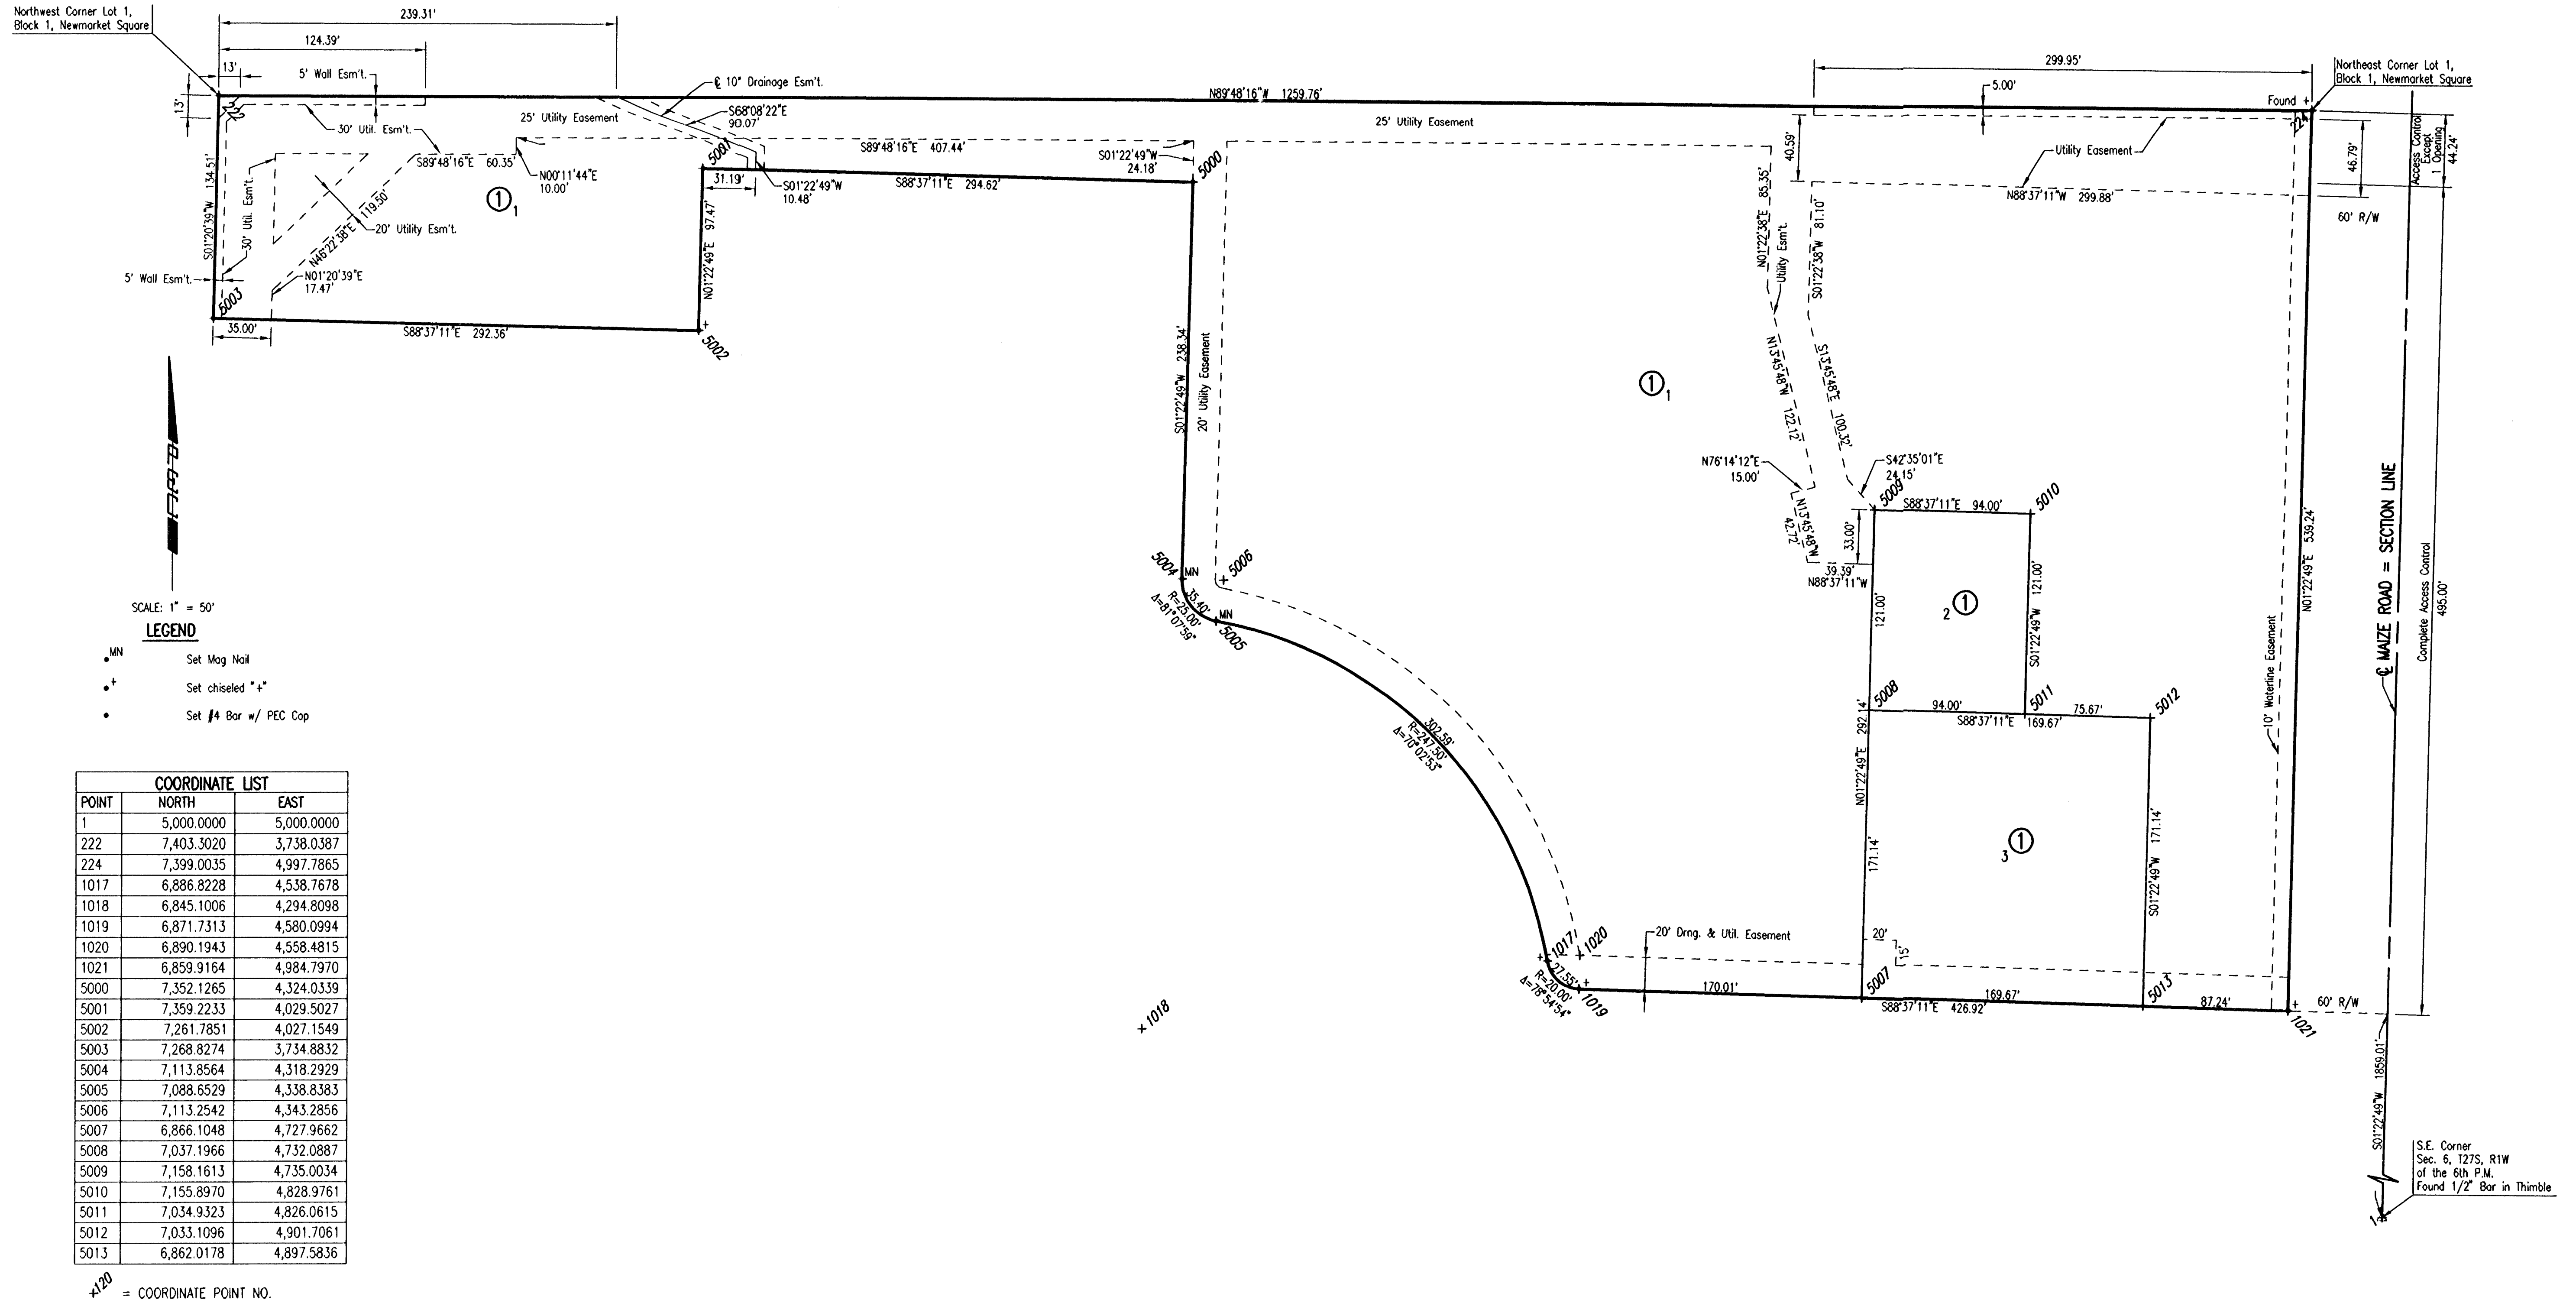 Northwest Corner Lot 1,
Block 1, Newmarket Square
239.31'
124.39'
13'
13'
5' Wall Esm't.
30' Util. Esm't.
222
25' Utility Easement
₵ 10" Drainage Esm't.
S68°08'22"E
90.07'
N89°48'16"W 1259.76'
25' Utility Easement
299.95'
5.00'
Found +
Northeast Corner Lot 1,
Block 1, Newmarket Square
224
S89°48'16"E 60.35'
N00°11'44"E
10.00'
S89°48'16"E 407.44'
S01°22'49"W
24.18'
5000
5001
31.19'
S01°22'49"W
10.48'
S88°37'11"E 294.62'
40.59'
Utility Easement
N88°37'11"W 299.88'
46.79'
60' R/W
Access Control
Except
1 Opening
44.24'
S01°20'39"W 134.51'
30' Util. Esm't.
N46°22'38"E 119.50'
20' Utility Esm't.
N01°20'39"E
17.47'
5' Wall Esm't.
5003
35.00'
S88°37'11"E 292.36'
N01°22'49"E 97.47'
5002
1
1
S01°22'49"W 238.34'
20' Utility Easement
N01°22'38"E 85.35'
Utility Esm't.
S01°22'38"W 81.10'
N13°45'48"W 122.12'
S13°45'48"E 100.32'
1
1
N76°14'12"E
15.00'
S42°35'01"E
24.15'
N13°45'48"W
42.72'
33.00'
39.39'
N88°37'11"W
5009
S88°37'11"E 94.00'
5010
121.00'
S01°22'49"W 121.00'
2
1
5008
94.00'
5011
75.67'
5012
S88°37'11"E 169.67'
N01°22'49"E 292.14'
171.14'
S01°22'49"W 171.14'
3
1
10' Waterline Easement
N01°22'49"E 539.24'
₵ MAIZE ROAD = SECTION LINE
Complete Access Control
495.00'
5004
MN
5006
35.40'
R=25.00'
Δ=81°07'59"
MN
5005
302.59'
R=247.50'
Δ=70°02'53"
1017
1020
27.55'
R=20.00'
Δ=78°54'54"
1019
1018
20' Drng. & Util. Easement
20'
15'
170.01'
5007
169.67'
5013
87.24'
S88°37'11"E 426.92'
60' R/W
1021
S01°22'49"W 1859.01'
S.E. Corner
Sec. 6, T27S, R1W
of the 6th P.M.
Found 1/2" Bar in Thimble
1
SCALE: 1" = 50'
LEGEND
MN Set Mag Nail
+ Set chiseled "+"
Set #4 Bar w/ PEC Cap
COORDINATE LIST
POINT NORTH EAST
1 5,000.0000 5,000.0000
222 7,403.3020 3,738.0387
224 7,399.0035 4,997.7865
1017 6,886.8228 4,538.7678
1018 6,845.1006 4,294.8098
1019 6,871.7313 4,580.0994
1020 6,890.1943 4,558.4815
1021 6,859.9164 4,984.7970
5000 7,352.1265 4,324.0339
5001 7,359.2233 4,029.5027
5002 7,261.7851 4,027.1549
5003 7,268.8274 3,734.8832
5004 7,113.8564 4,318.2929
5005 7,088.6529 4,338.8383
5006 7,113.2542 4,343.2856
5007 6,866.1048 4,727.9662
5008 7,037.1966 4,732.0887
5009 7,158.1613 4,735.0034
5010 7,155.8970 4,828.9761
5011 7,034.9323 4,826.0615
5012 7,033.1096 4,901.7061
5013 6,862.0178 4,897.5836
+120 = COORDINATE POINT NO.